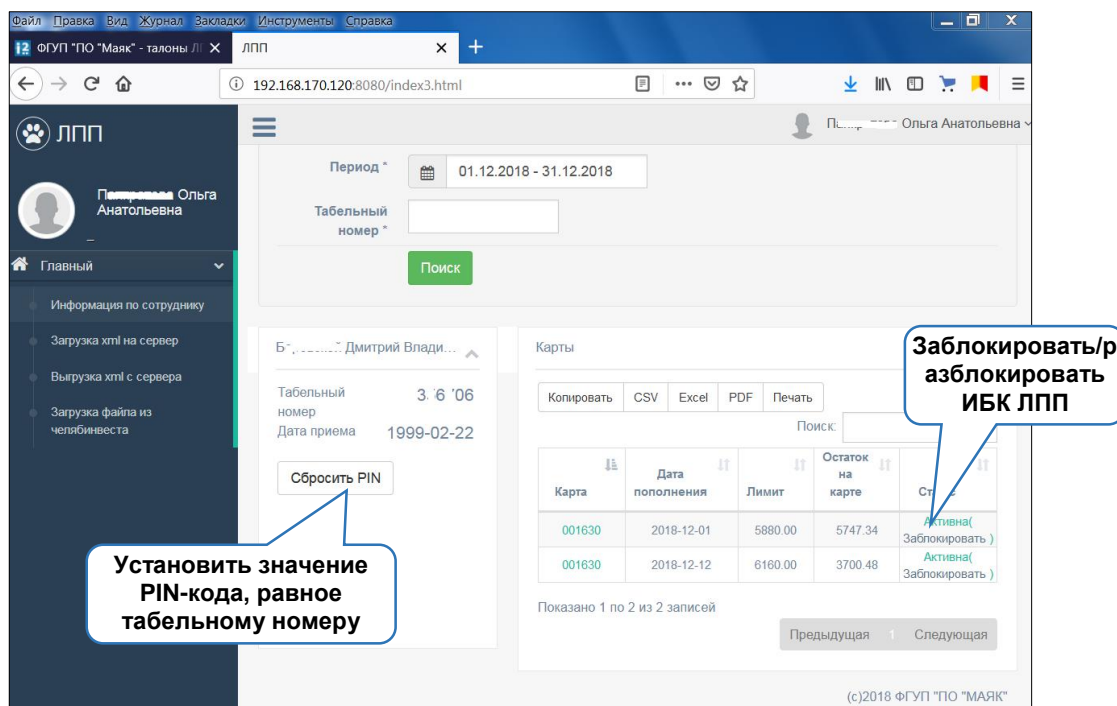 Файл Правка Вид Журнал Закладки Инструменты Справка
ФГУП "ПО "Маяк" - талоны
ЛПП
192.168.170.120:8080/index3.html
ЛПП
Ольга Анатольевна
Ольга
Анатольевна
Главный
Информация по сотруднику
Загрузка xml на сервер
Выгрузка xml с сервера
Загрузка файла из
челябинвеста
Период *
01.12.2018 - 31.12.2018
Табельный
номер *
Поиск
Дмитрий Влади...
Табельный
номер
Дата приема 1999-02-22
Сбросить PIN
Установить значение
PIN-кода, равное
табельному номеру
Карты
Копировать CSV Excel PDF Печать
Поиск:
Заблокировать/р
азблокировать
ИБК ЛПП
Карта Дата пополнения Лимит Остаток на карте
001630 2018-12-01 5880.00 5747.34 Активна( Заблокировать )
001630 2018-12-12 6160.00 3700.48 Активна( Заблокировать )
Показано 1 по 2 из 2 записей
Предыдущая 1 Следующая
(c)2018 ФГУП "ПО "МАЯК"